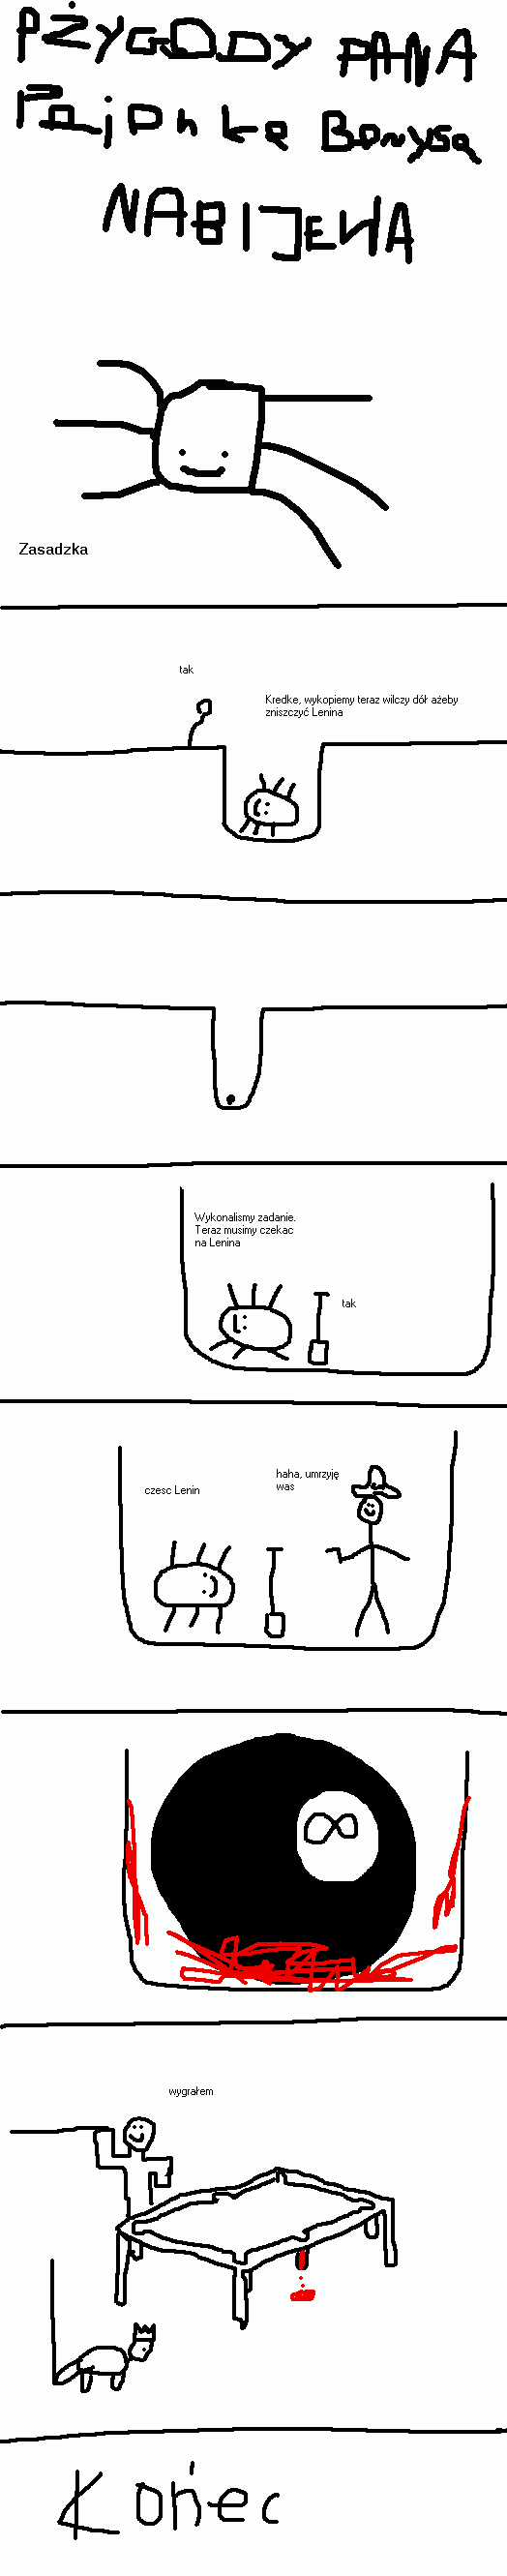 PŻYGODY PANA
Pajonka Bonysa
NABIJENA
Zasadzka
tak
Kredke, wykopiemy teraz wilczy dół ażeby
zniszczyć Lenina
Wykonalismy zadanie.
Teraz musimy czekac
na Lenina
tak
czesc Lenin
haha, umrzyję
was
∞
wygrałem
Końec